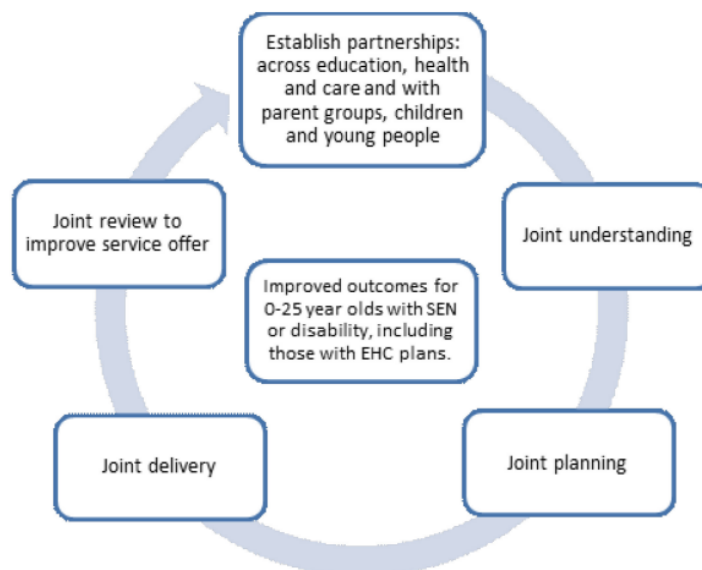 Establish partnerships:
across education, health
and care and with
parent groups, children
and young people
Joint understanding
Joint planning
Joint delivery
Joint review to
improve service offer
Improved outcomes for
0-25 year olds with SEN
or disability, including
those with EHC plans.